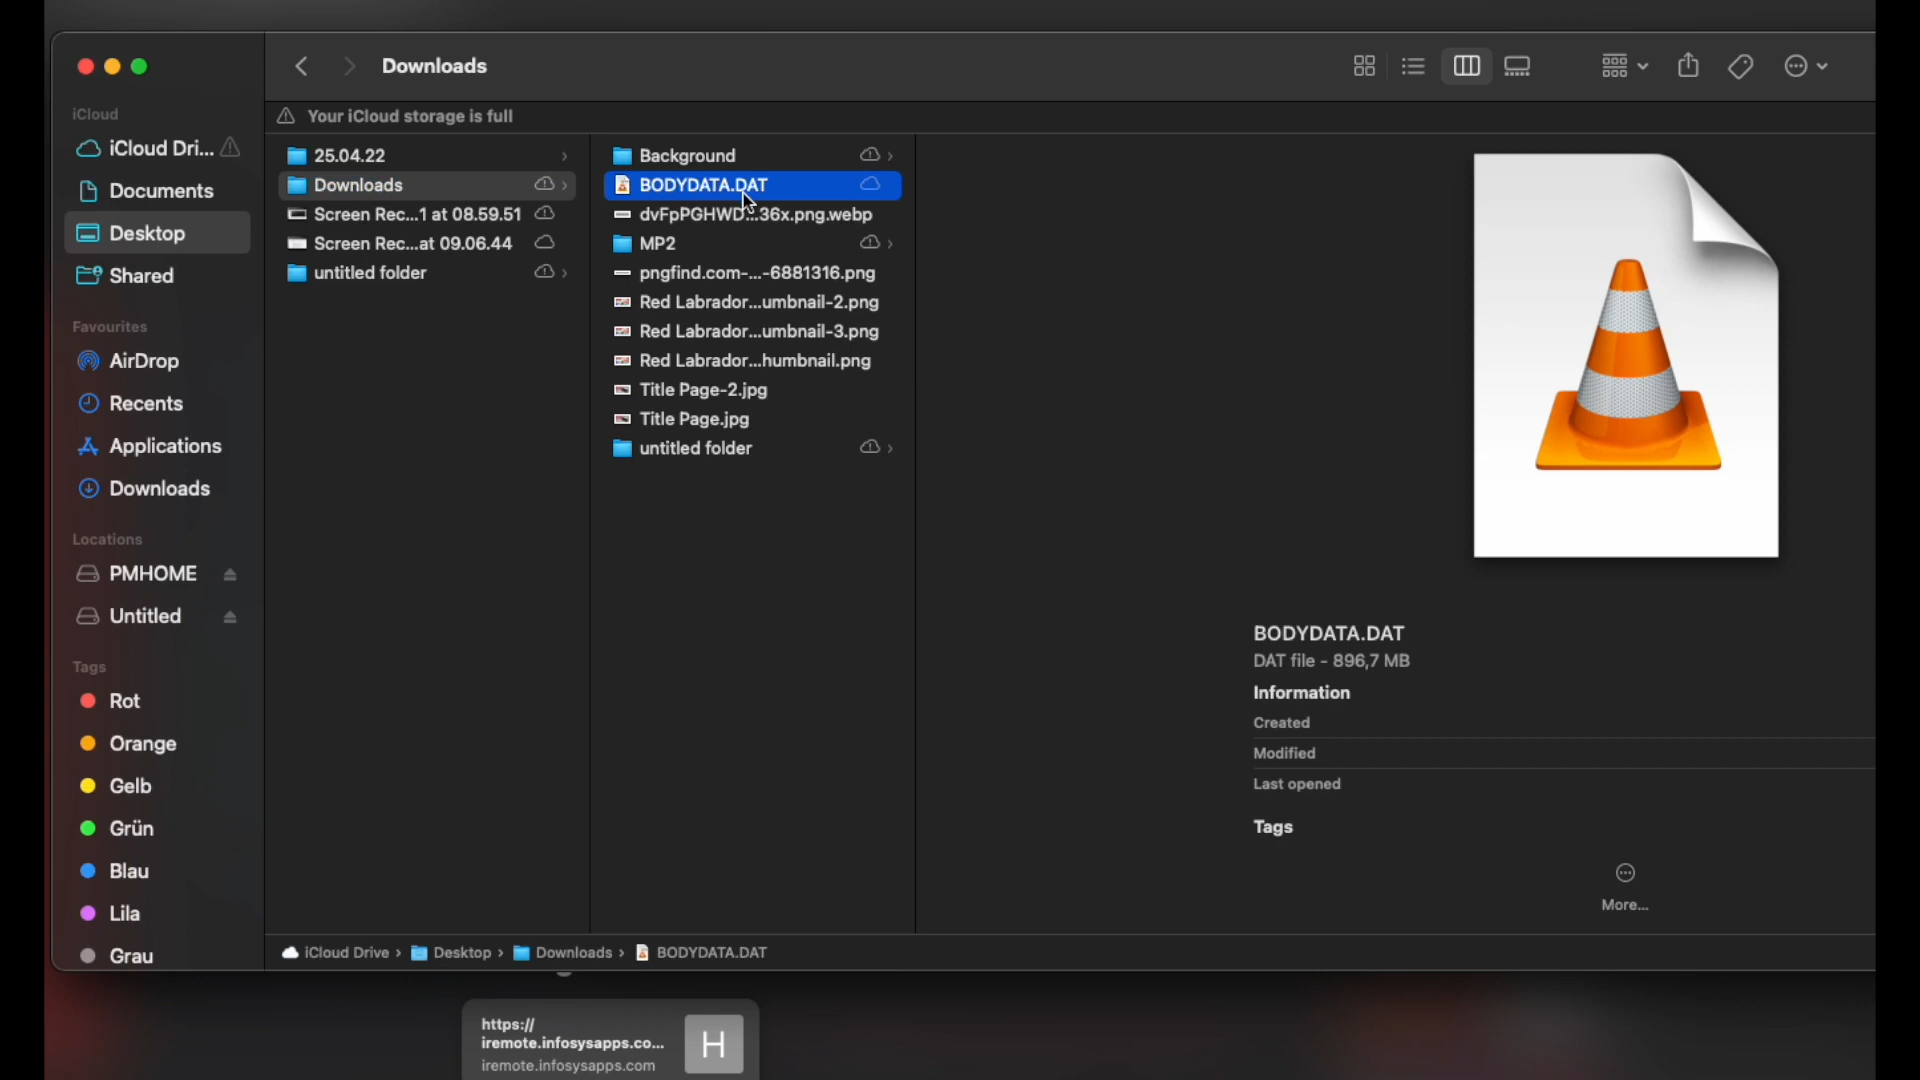 Downloads
iCloud
iCloud Dri...
Documents
Desktop
Shared
Favourites
AirDrop
Recents
Applications
Downloads
Locations
PMHOME
Untitled
Tags
Rot
Orange
Gelb
Grün
Blau
Lila
Grau
Your iCloud storage is full
25.04.22
Downloads
Screen Rec...1 at 08.59.51
Screen Rec...at 09.06.44
untitled folder
Background
BODYDATA.DAT
dvFpPGHWD...36x.png.webp
MP2
pngfind.com-...-6881316.png
Red Labrador...umbnail-2.png
Red Labrador...umbnail-3.png
Red Labrador...humbnail.png
Title Page-2.jpg
Title Page.jpg
untitled folder
BODYDATA.DAT
DAT file - 896,7 MB
Information
Created
Modified
Last opened
Tags
More...
iCloud Drive › Desktop › Downloads › BODYDATA.DAT
https://
iremote.infosysapps.co...
iremote.infosysapps.com
H